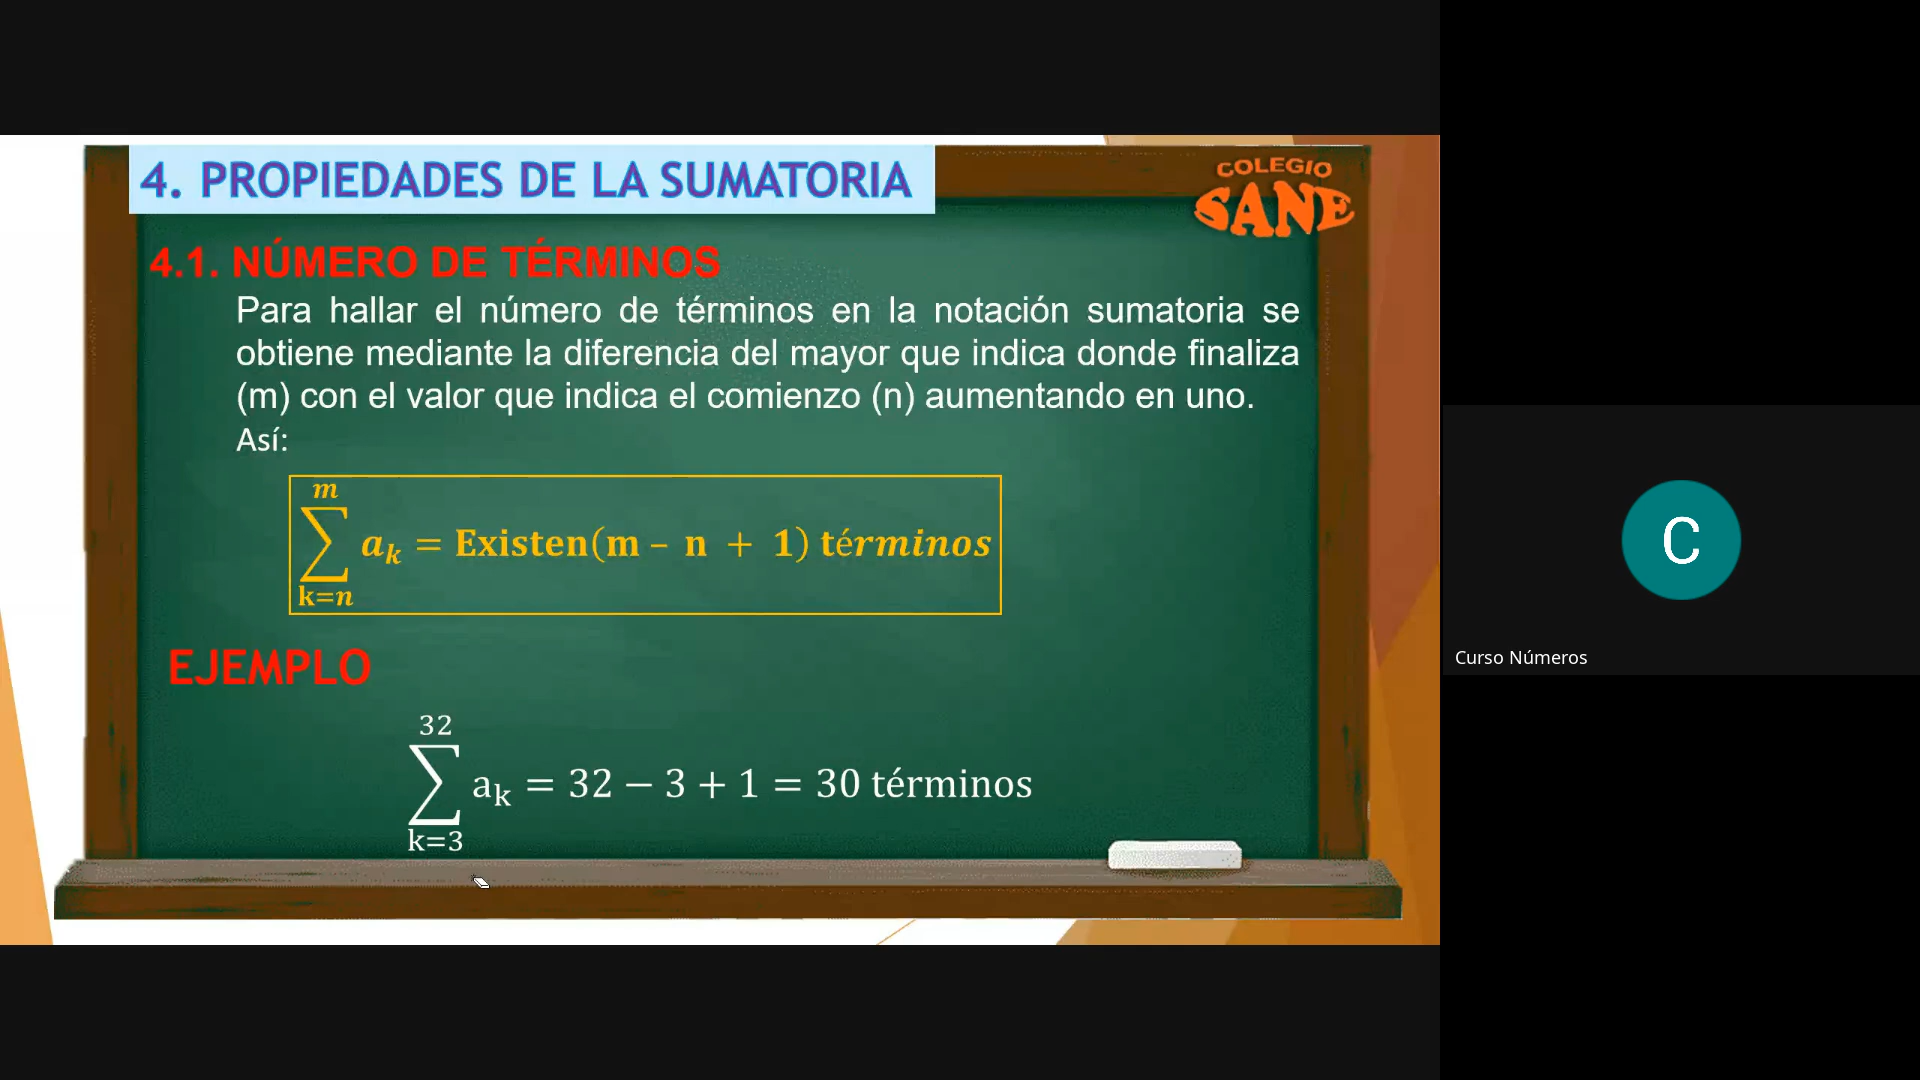 4. PROPIEDADES DE LA SUMATORIA
COLEGIO
SANE
4.1. NÚMERO DE TÉRMINOS
Para hallar el número de términos en la notación sumatoria se
obtiene mediante la diferencia del mayor que indica donde finaliza
(m) con el valor que indica el comienzo (n) aumentando en uno.
Así:
m
∑ aₖ = Existen(m – n + 1) términos
k=n
EJEMPLO
32
∑ aₖ = 32 − 3 + 1 = 30 términos
k=3
C
Curso Números